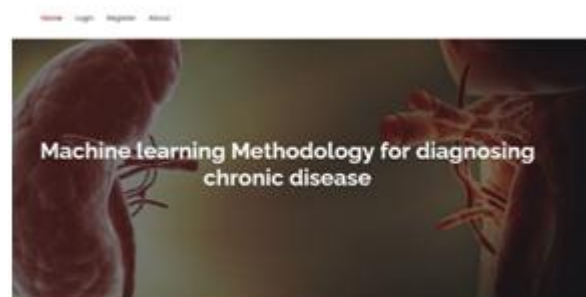 Home Login Register About
Machine learning Methodology for diagnosing
chronic disease